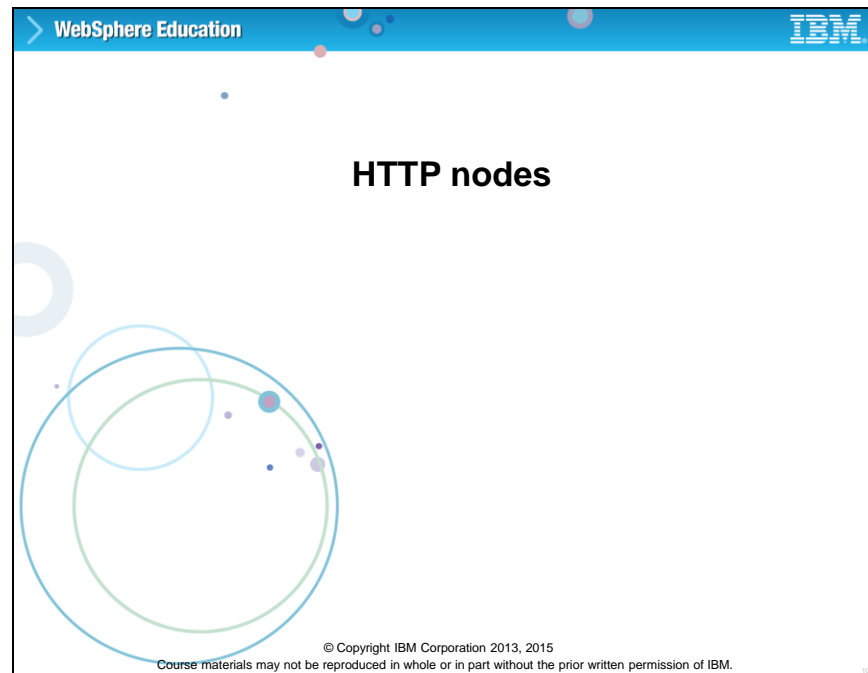 WebSphere Education
IBM
HTTP nodes
© Copyright IBM Corporation 2013, 2015
Course materials may not be reproduced in whole or in part without the prior written permission of IBM.